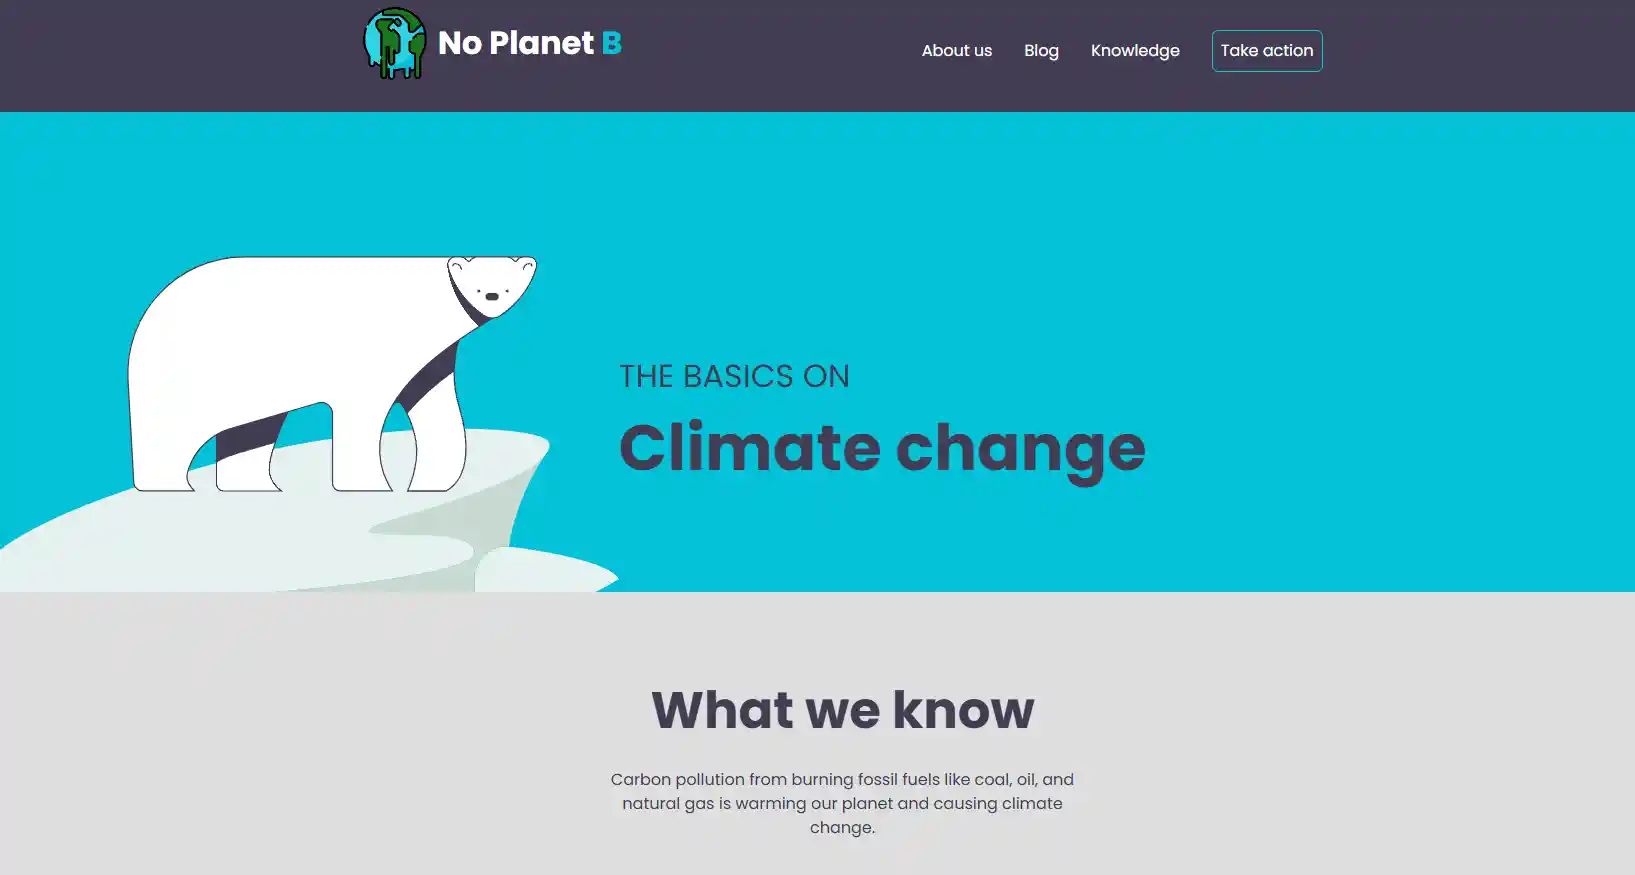 No Planet B
About us
Blog
Knowledge
Take action
THE BASICS ON
Climate change
What we know
Carbon pollution from burning fossil fuels like coal, oil, and
natural gas is warming our planet and causing climate
change.